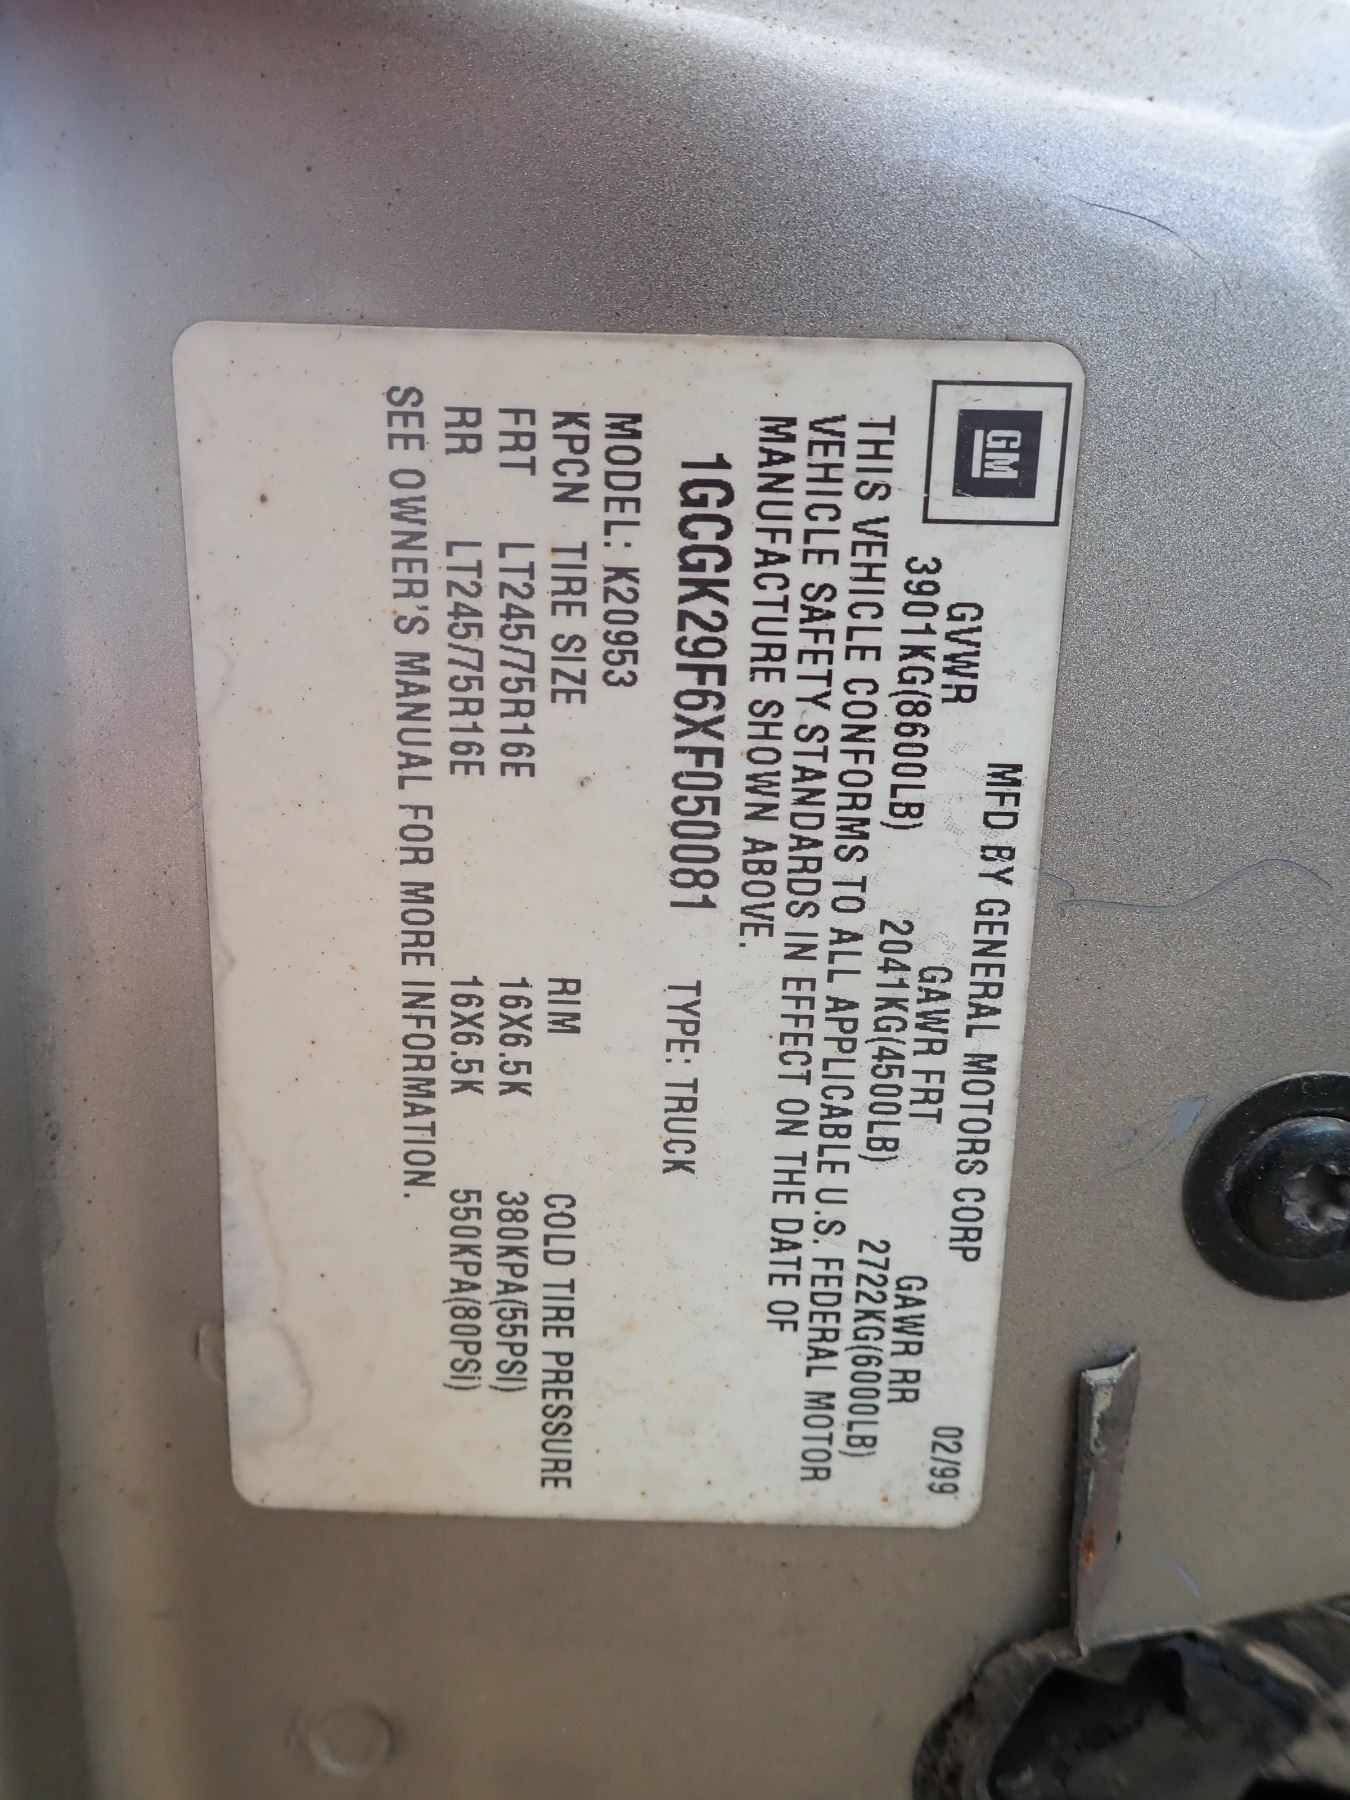 GM
MFD BY GENERAL MOTORS CORP 02/99
GVWR GAWR FRT GAWR RR
3901KG(8600LB) 2041KG(4500LB) 2722KG(6000LB)
THIS VEHICLE CONFORMS TO ALL APPLICABLE U.S. FEDERAL MOTOR
VEHICLE SAFETY STANDARDS IN EFFECT ON THE DATE OF
MANUFACTURE SHOWN ABOVE.
1GCGK29F6XF050081 TYPE: TRUCK
MODEL: K20953
KPCN TIRE SIZE RIM COLD TIRE PRESSURE
FRT LT245/75R16E 16X6.5K 380KPA(55PSI)
RR LT245/75R16E 16X6.5K 550KPA(80PSi)
SEE OWNER'S MANUAL FOR MORE INFORMATION.